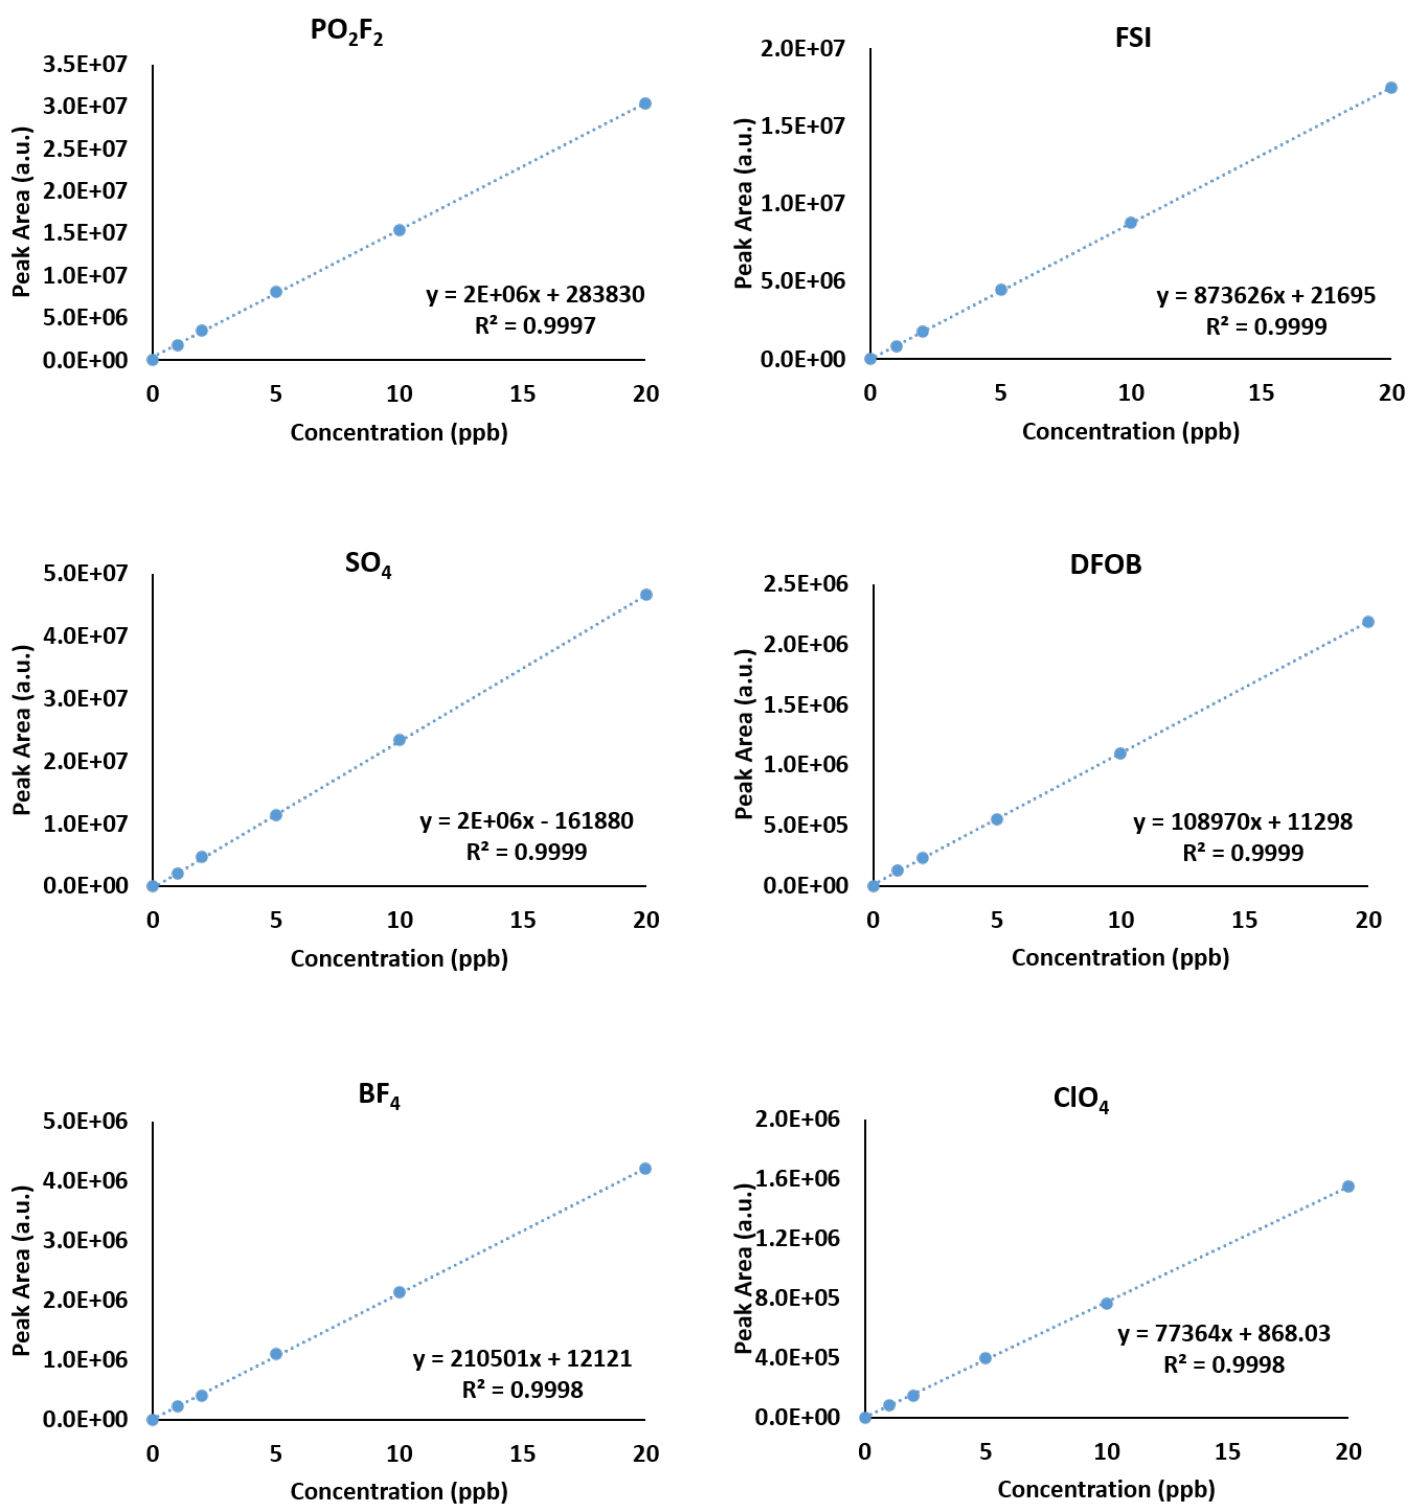 PO₂F₂
3.5E+07
3.0E+07
2.5E+07
2.0E+07
1.5E+07
1.0E+07
5.0E+06
0.0E+00
Peak Area (a.u.)
y = 2E+06x + 283830
R² = 0.9997
0 5 10 15 20
Concentration (ppb)
FSI
2.0E+07
1.5E+07
1.0E+07
5.0E+06
0.0E+00
Peak Area (a.u.)
y = 873626x + 21695
R² = 0.9999
0 5 10 15 20
Concentration (ppb)
SO₄
5.0E+07
4.0E+07
3.0E+07
2.0E+07
1.0E+07
0.0E+00
Peak Area (a.u.)
y = 2E+06x - 161880
R² = 0.9999
0 5 10 15 20
Concentration (ppb)
DFOB
2.5E+06
2.0E+06
1.5E+06
1.0E+06
5.0E+05
0.0E+00
Peak Area (a.u.)
y = 108970x + 11298
R² = 0.9999
0 5 10 15 20
Concentration (ppb)
BF₄
5.0E+06
4.0E+06
3.0E+06
2.0E+06
1.0E+06
0.0E+00
Peak Area (a.u.)
y = 210501x + 12121
R² = 0.9998
0 5 10 15 20
Concentration (ppb)
ClO₄
2.0E+06
1.6E+06
1.2E+06
8.0E+05
4.0E+05
0.0E+00
Peak Area (a.u.)
y = 77364x + 868.03
R² = 0.9998
0 5 10 15 20
Concentration (ppb)